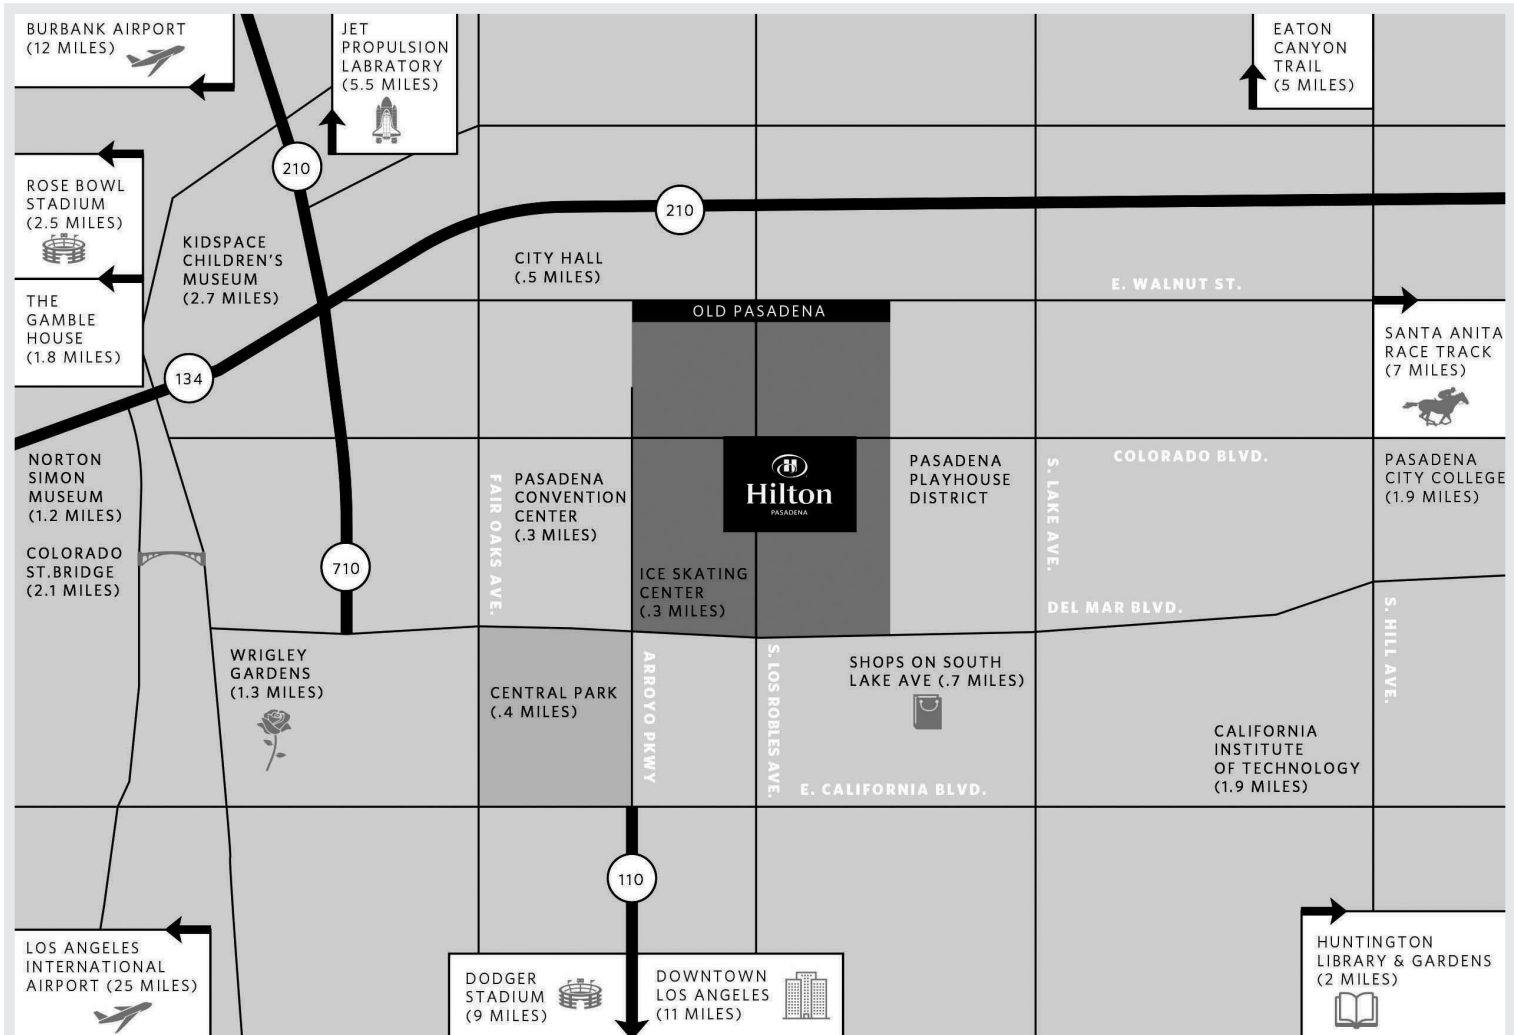 BURBANK AIRPORT
(12 MILES)
JET
PROPULSION
LABRATORY
(5.5 MILES)
EATON
CANYON
TRAIL
(5 MILES)
210
ROSE BOWL
STADIUM
(2.5 MILES)
210
KIDSPACE
CHILDREN'S
MUSEUM
(2.7 MILES)
CITY HALL
(.5 MILES)
E. WALNUT ST.
THE
GAMBLE
HOUSE
(1.8 MILES)
OLD PASADENA
SANTA ANITA
RACE TRACK
(7 MILES)
134
NORTON
SIMON
MUSEUM
(1.2 MILES)
FAIR OAKS AVE.
PASADENA
CONVENTION
CENTER
(.3 MILES)
Hilton
PASADENA
PASADENA
PLAYHOUSE
DISTRICT
S. LAKE AVE.
COLORADO BLVD.
PASADENA
CITY COLLEGE
(1.9 MILES)
COLORADO
ST.BRIDGE
(2.1 MILES)
710
ICE SKATING
CENTER
(.3 MILES)
DEL MAR BLVD.
S. HILL AVE.
WRIGLEY
GARDENS
(1.3 MILES)
CENTRAL PARK
(.4 MILES)
ARROYO PKWY
S. LOS ROBLES AVE.
SHOPS ON SOUTH
LAKE AVE (.7 MILES)
E. CALIFORNIA BLVD.
CALIFORNIA
INSTITUTE
OF TECHNOLOGY
(1.9 MILES)
110
LOS ANGELES
INTERNATIONAL
AIRPORT (25 MILES)
DODGER
STADIUM
(9 MILES)
DOWNTOWN
LOS ANGELES
(11 MILES)
HUNTINGTON
LIBRARY & GARDENS
(2 MILES)